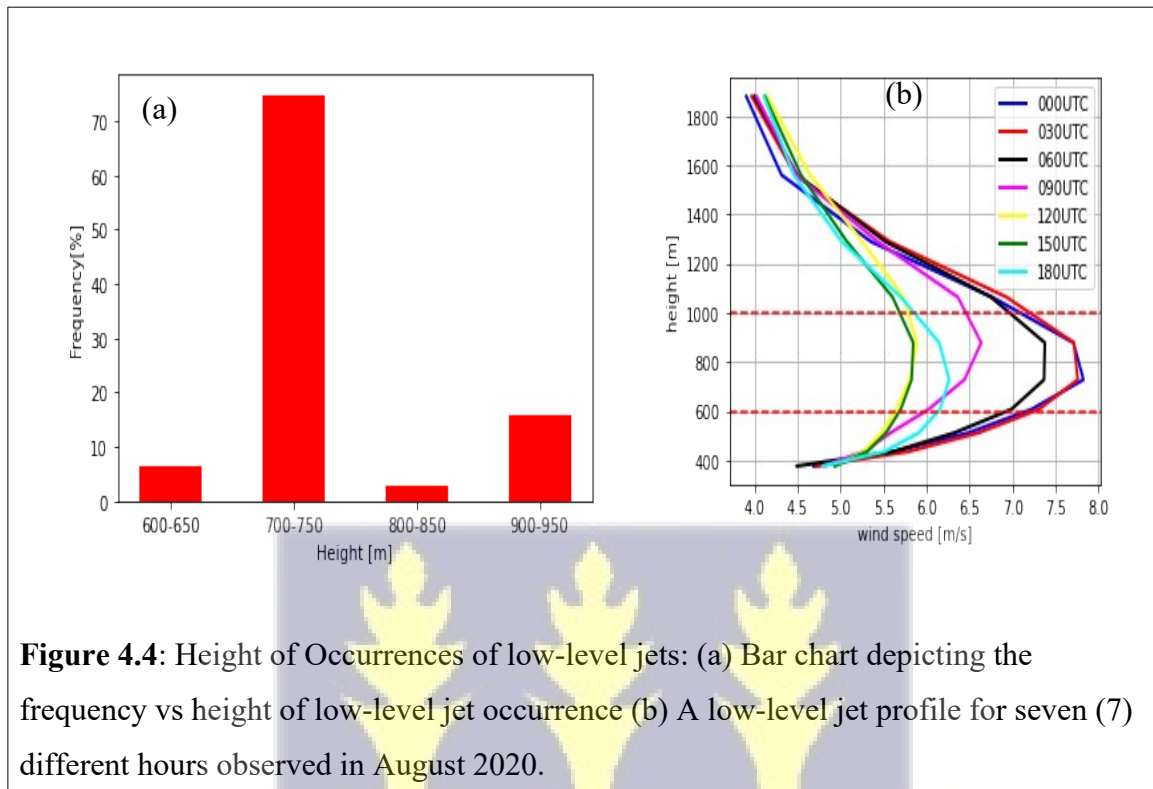 (a)
Frequency[%]
70
60
50
40
30
20
10
0
600-650 700-750 800-850 900-950
Height [m]
(b)
000UTC
030UTC
060UTC
090UTC
120UTC
150UTC
180UTC
height [m]
1800
1600
1400
1200
1000
800
600
400
4.0 4.5 5.0 5.5 6.0 6.5 7.0 7.5 8.0
wind speed [m/s]
Figure 4.4: Height of Occurrences of low-level jets: (a) Bar chart depicting the
frequency vs height of low-level jet occurrence (b) A low-level jet profile for seven (7)
different hours observed in August 2020.